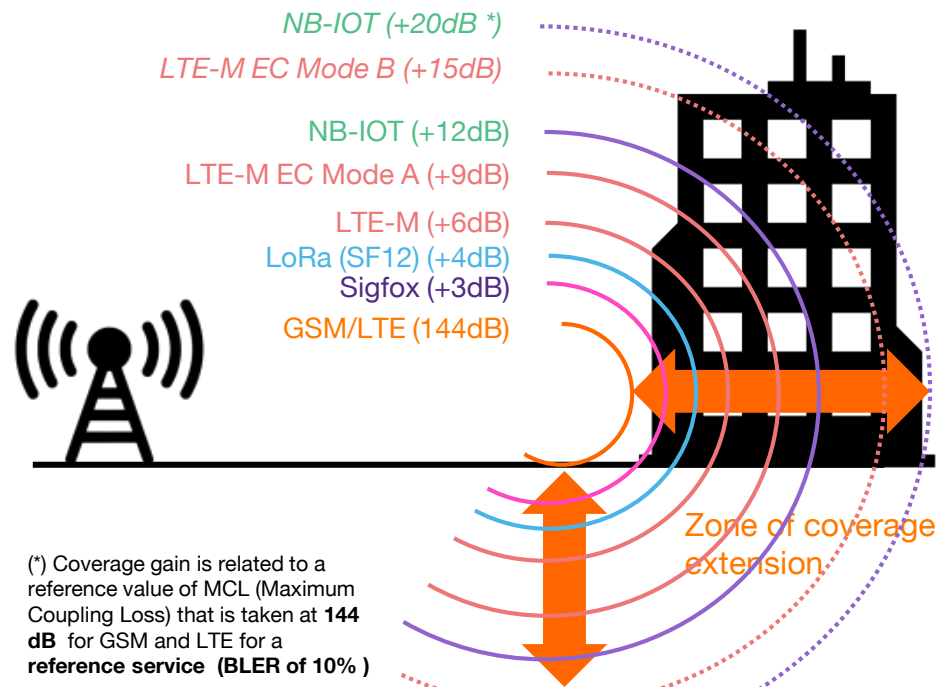 NB-IOT (+20dB *)
LTE-M EC Mode B (+15dB)
NB-IOT (+12dB)
LTE-M EC Mode A (+9dB)
LTE-M (+6dB)
LoRa (SF12) (+4dB)
Sigfox (+3dB)
GSM/LTE (144dB)
Zone of coverage
extension
(*) Coverage gain is related to a
reference value of MCL (Maximum
Coupling Loss) that is taken at 144
dB for GSM and LTE for a
reference service (BLER of 10% )